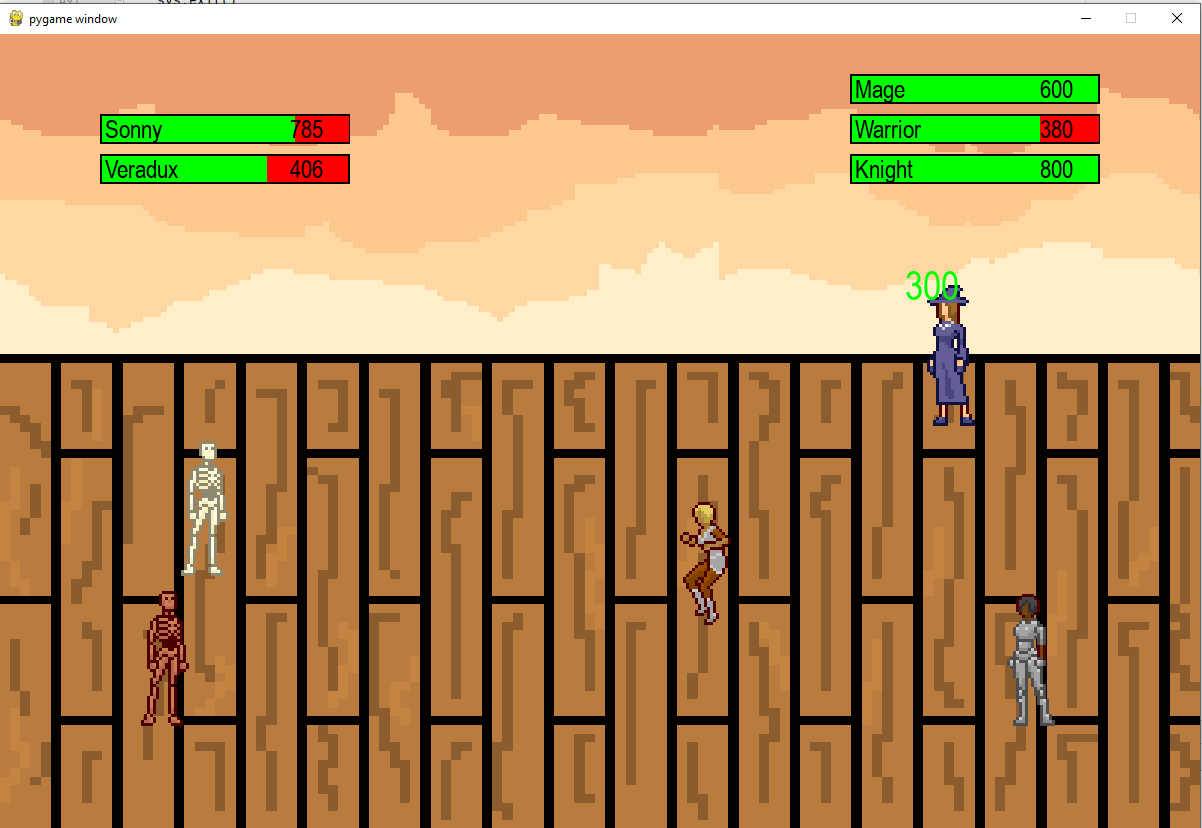 pygame window
Sonny 785
Veradux 406
Mage 600
Warrior 380
Knight 800
300